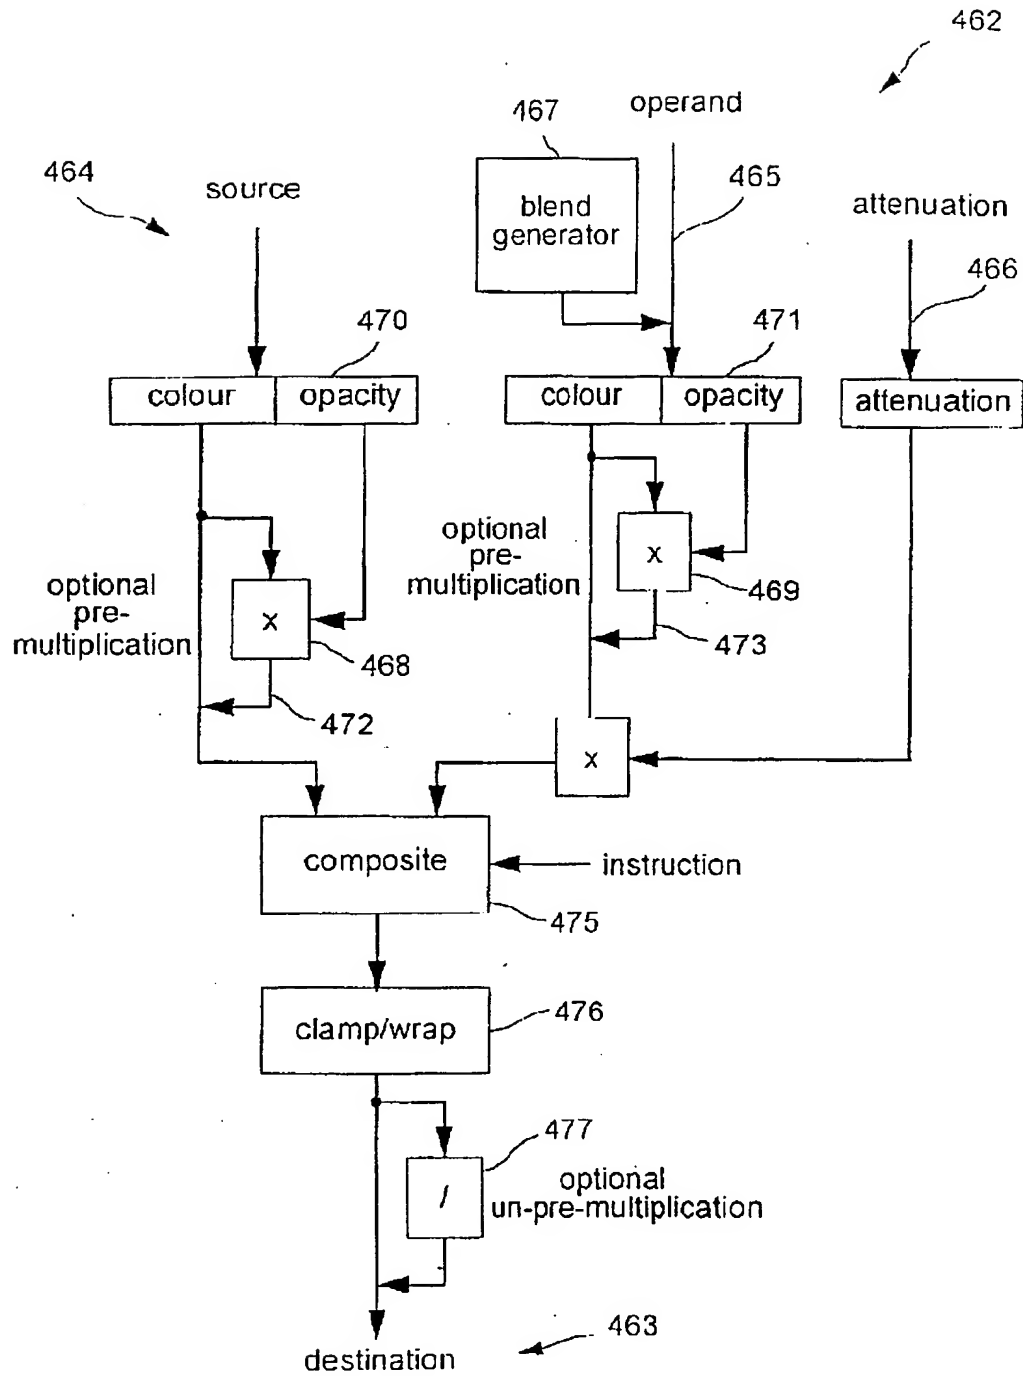 462
467
operand
464
source
blend
generator
465
attenuation
466
470
471
colour
opacity
colour
opacity
attenuation
optional
pre-
multiplication
x
469
473
optional
pre-
multiplication
x
468
472
x
composite
instruction
475
clamp/wrap
476
477
/
optional
un-pre-multiplication
463
destination